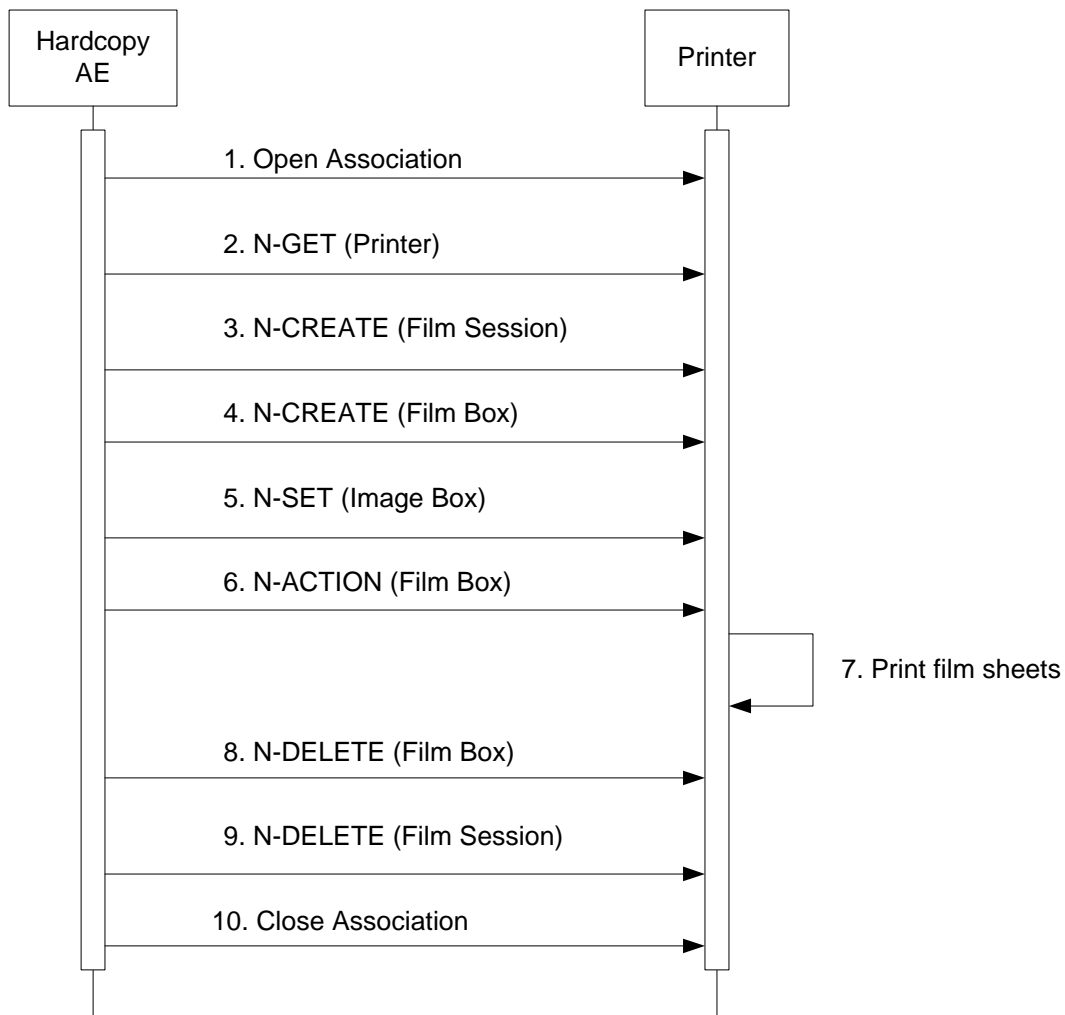 Hardcopy
AE
Printer
1. Open Association
2. N-GET (Printer)
3. N-CREATE (Film Session)
4. N-CREATE (Film Box)
5. N-SET (Image Box)
6. N-ACTION (Film Box)
7. Print film sheets
8. N-DELETE (Film Box)
9. N-DELETE (Film Session)
10. Close Association